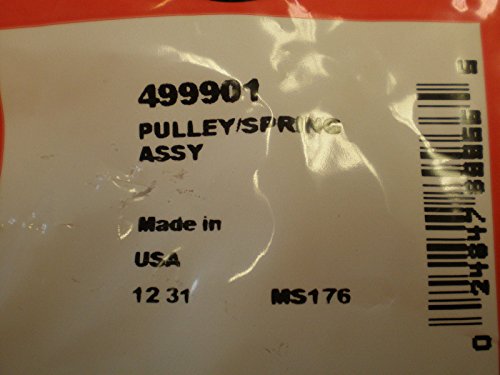 499901
PULLEY/SPRING
ASSY
Made in
USA
12 31 MS176